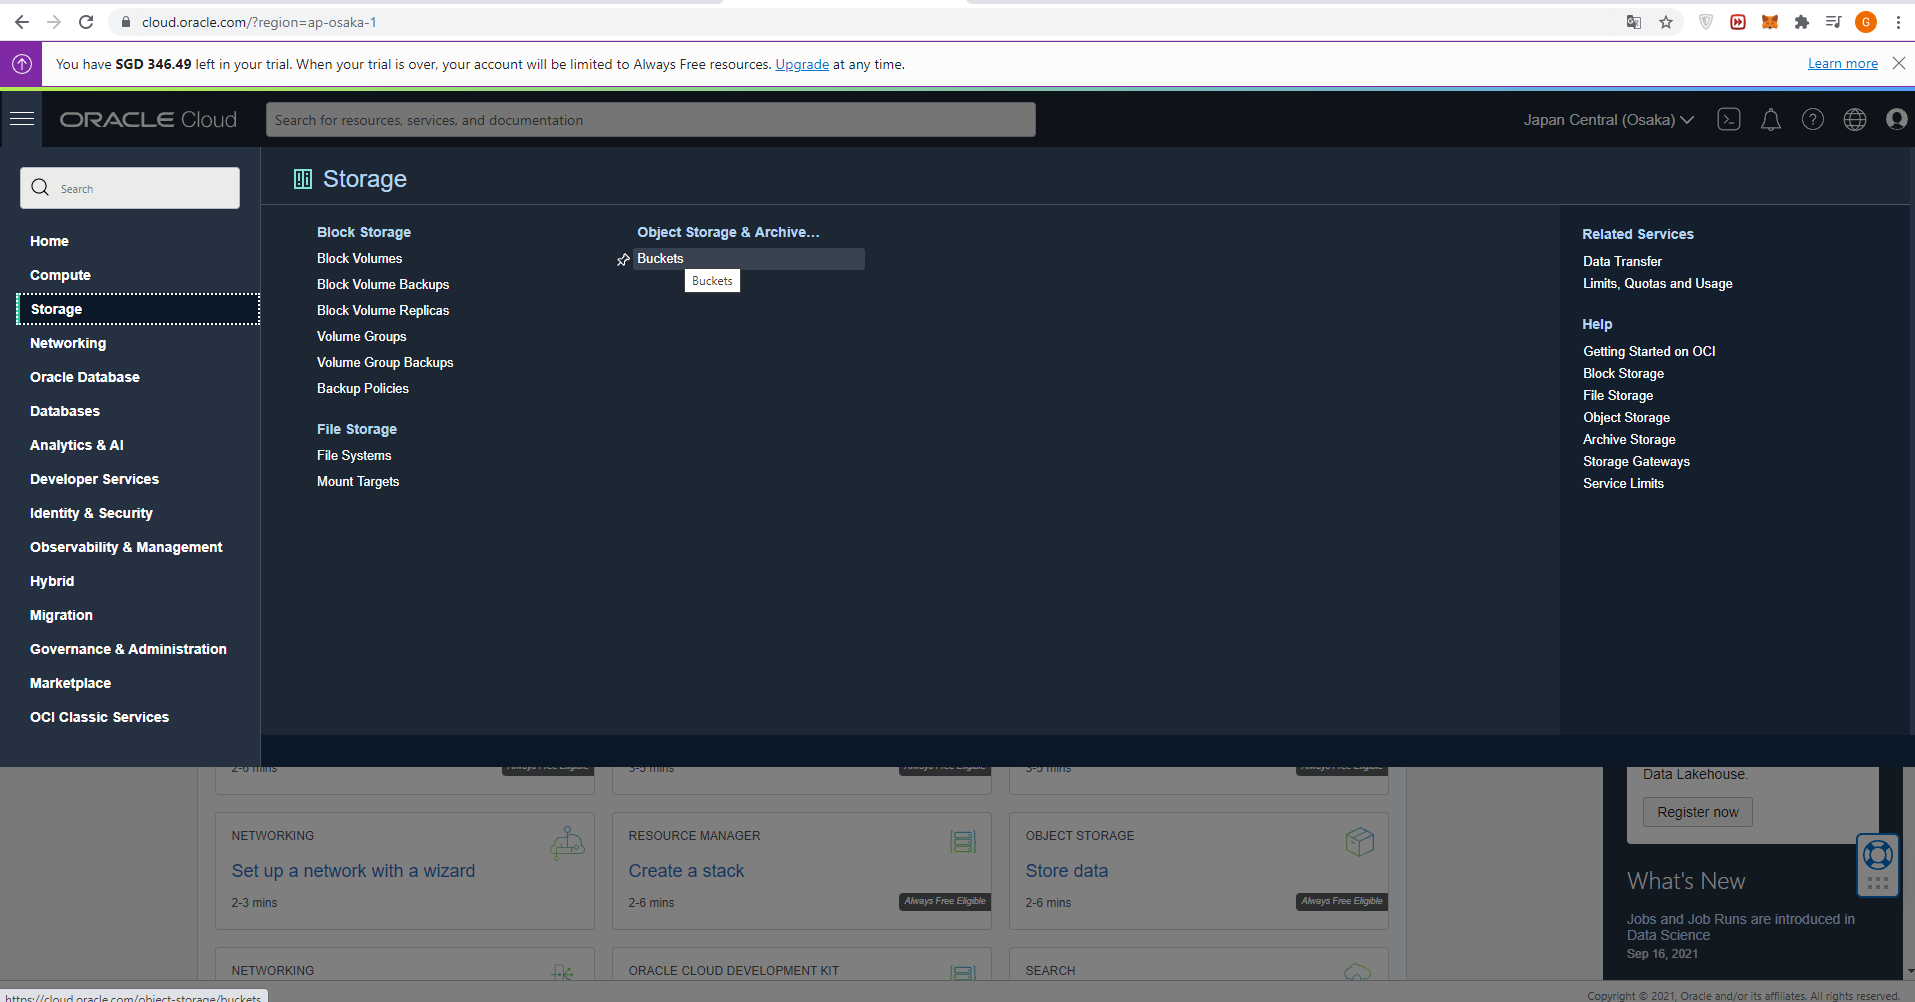 cloud.oracle.com/?region=ap-osaka-1
G
You have SGD 346.49 left in your trial. When your trial is over, your account will be limited to Always Free resources. Upgrade at any time.
Learn more
ORACLE Cloud
Search for resources, services, and documentation
Japan Central (Osaka)
Search
Home
Compute
Storage
Networking
Oracle Database
Databases
Analytics & AI
Developer Services
Identity & Security
Observability & Management
Hybrid
Migration
Governance & Administration
Marketplace
OCI Classic Services
Storage
Block Storage
Block Volumes
Block Volume Backups
Block Volume Replicas
Volume Groups
Volume Group Backups
Backup Policies
File Storage
File Systems
Mount Targets
Object Storage & Archive...
Buckets
Buckets
Related Services
Data Transfer
Limits, Quotas and Usage
Help
Getting Started on OCI
Block Storage
File Storage
Object Storage
Archive Storage
Storage Gateways
Service Limits
2-6 mins
Always Free Eligible
3-5 mins
Always Free Eligible
3-5 mins
Always Free Eligible
NETWORKING
Set up a network with a wizard
2-3 mins
RESOURCE MANAGER
Create a stack
2-6 mins
Always Free Eligible
OBJECT STORAGE
Store data
2-6 mins
Always Free Eligible
NETWORKING
ORACLE CLOUD DEVELOPMENT KIT
SEARCH
Data Lakehouse.
Register now
What's New
Jobs and Job Runs are introduced in
Data Science
Sep 16, 2021
https://cloud.oracle.com/object-storage/buckets
Copyright © 2021, Oracle and/or its affiliates. All rights reserved.